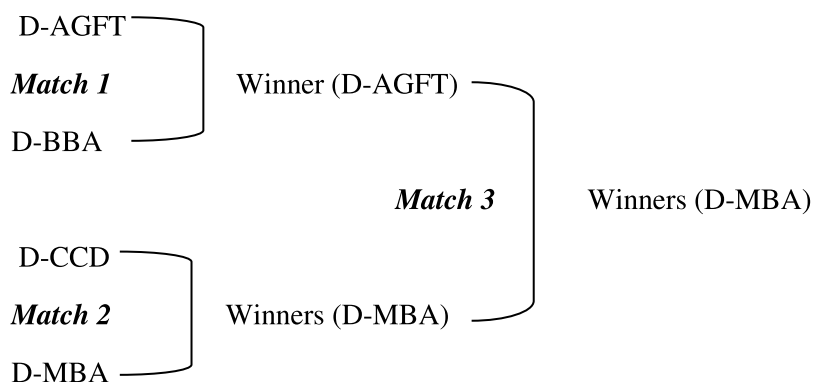 D-AGFT
Match 1
Winner (D-AGFT)
D-BBA
Match 3
Winners (D-MBA)
D-CCD
Match 2
Winners (D-MBA)
D-MBA